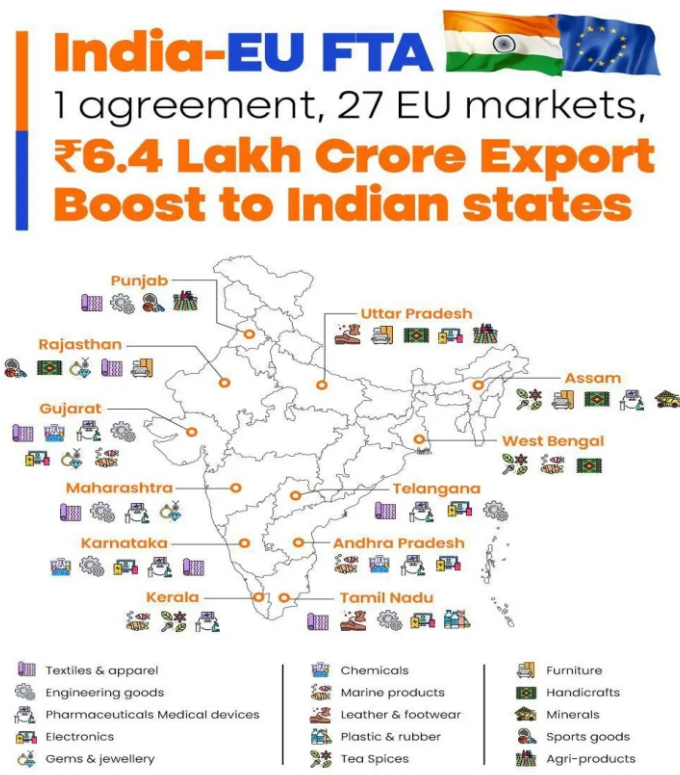 India-EU FTA
1 agreement, 27 EU markets,
₹6.4 Lakh Crore Export
Boost to Indian states
Punjab
Uttar Pradesh
Rajasthan
Assam
Gujarat
West Bengal
Maharashtra
Telangana
Karnataka
Andhra Pradesh
Kerala
Tamil Nadu
Textiles & apparel
Engineering goods
Pharmaceuticals Medical devices
Electronics
Gems & jewellery
Chemicals
Marine products
Leather & footwear
Plastic & rubber
Tea Spices
Furniture
Handicrafts
Minerals
Sports goods
Agri-products